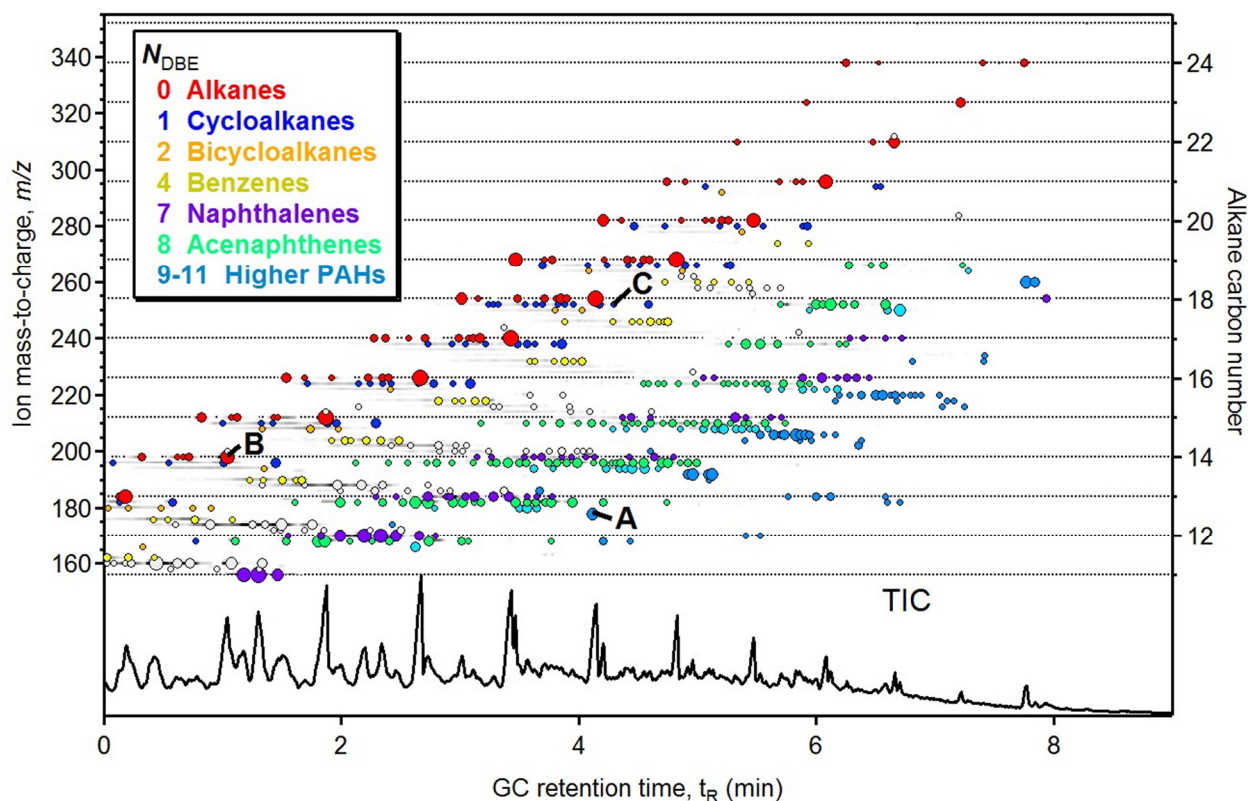 N_DBE
0 Alkanes
1 Cycloalkanes
2 Bicycloalkanes
4 Benzenes
7 Naphthalenes
8 Acenaphthenes
9-11 Higher PAHs
Ion mass-to-charge, m/z
340
320
300
280
260
240
220
200
180
160
Alkane carbon number
24
22
20
18
16
14
12
C
B
A
TIC
0
2
4
6
8
GC retention time, t_R (min)